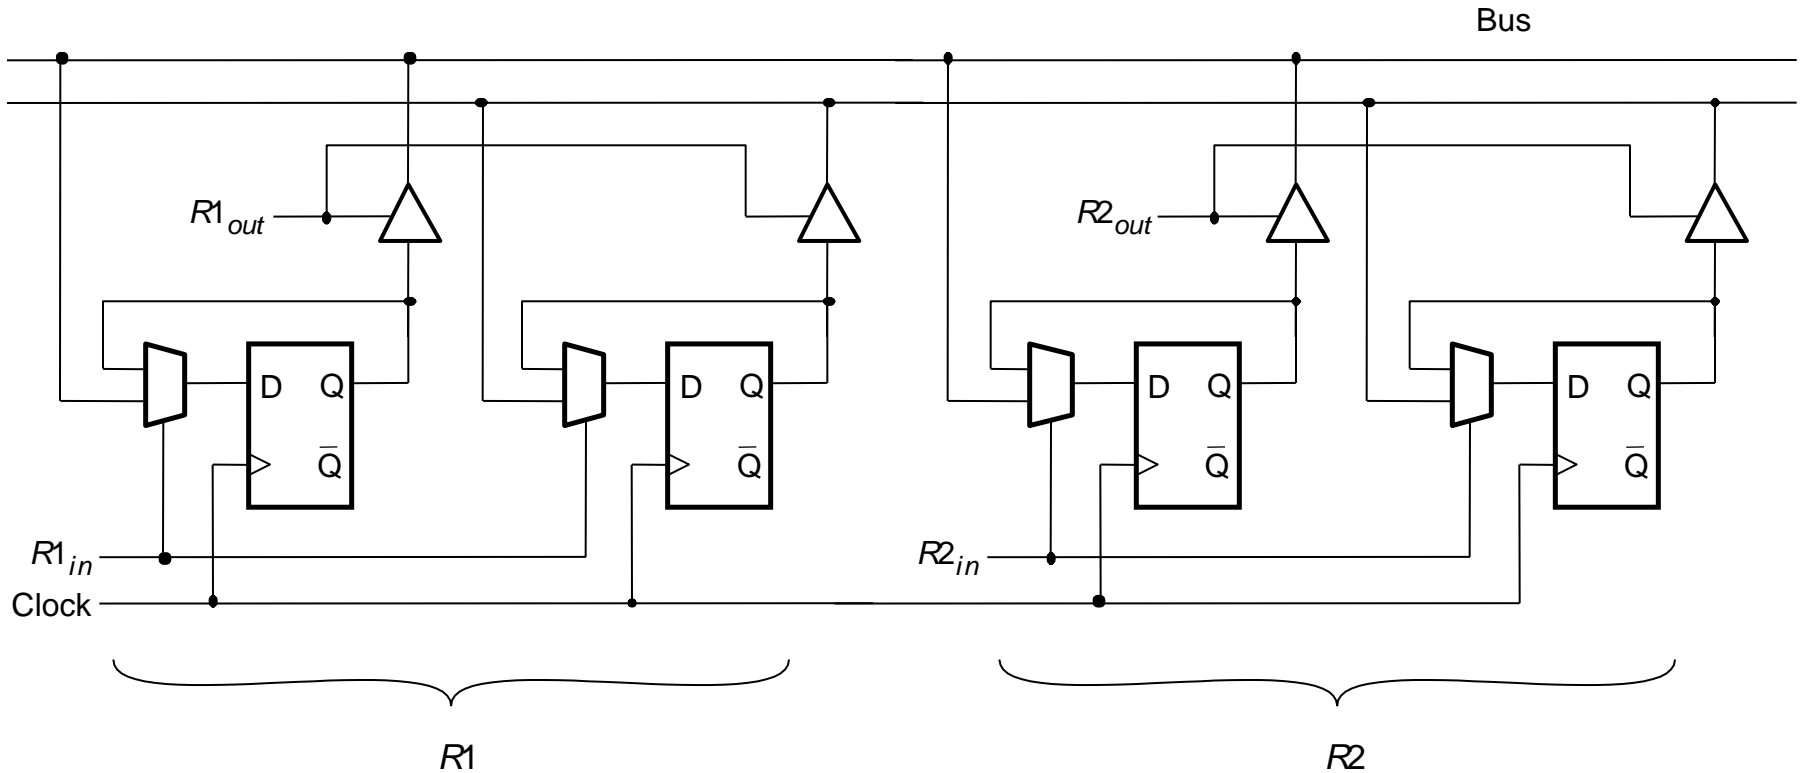 Bus
R1out R2out
D Q D Q D Q D Q
Q̅ Q̅ Q̅ Q̅
R1in R2in
Clock
R1 R2